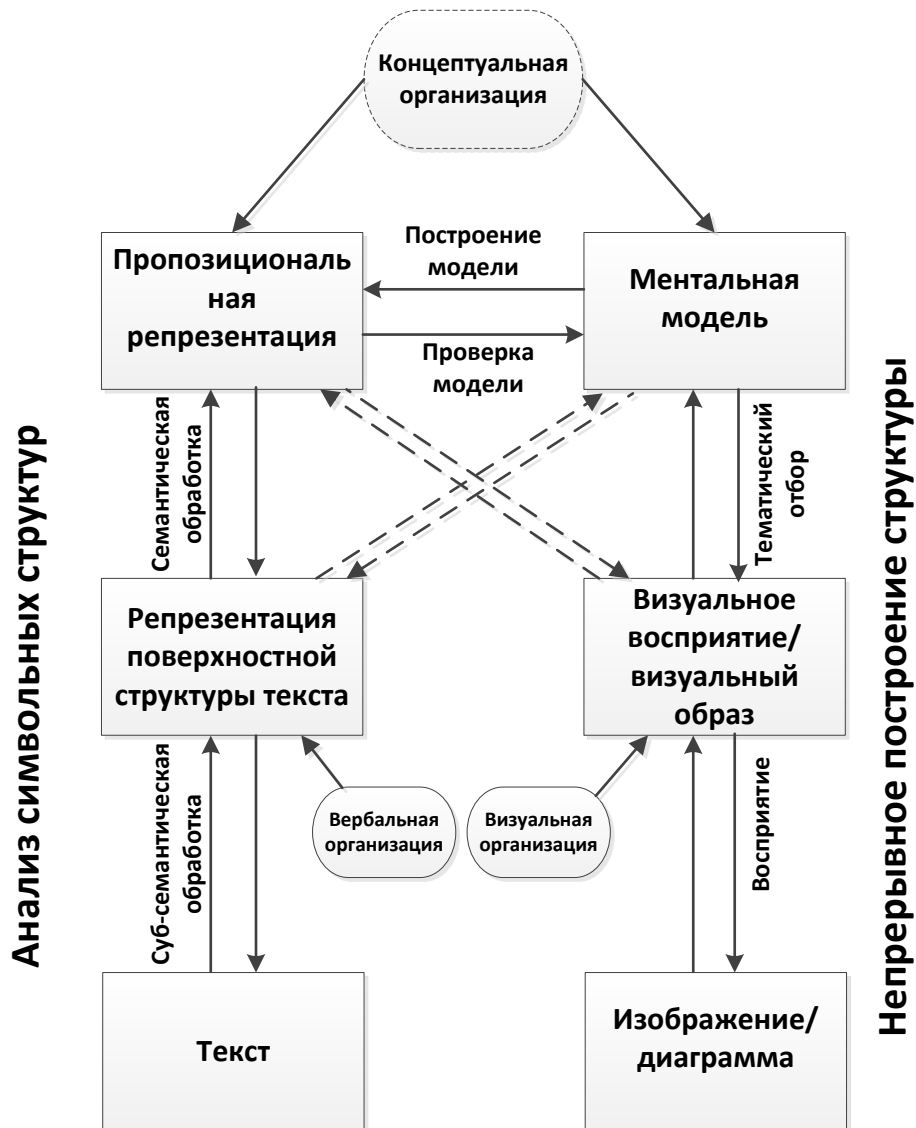 Концептуальная
организация
Построение
модели
Пропозициональ
ная
репрезентация
Ментальная
модель
Проверка
модели
Анализ символьных структур
Семантическая
обработка
Тематический
отбор
Непрерывное построение структуры
Репрезентация
поверхностной
структуры текста
Визуальное
восприятие/
визуальный
образ
Суб-семантическая
обработка
Вербальная
организация
Визуальная
организация
Восприятие
Текст
Изображение/
диаграмма